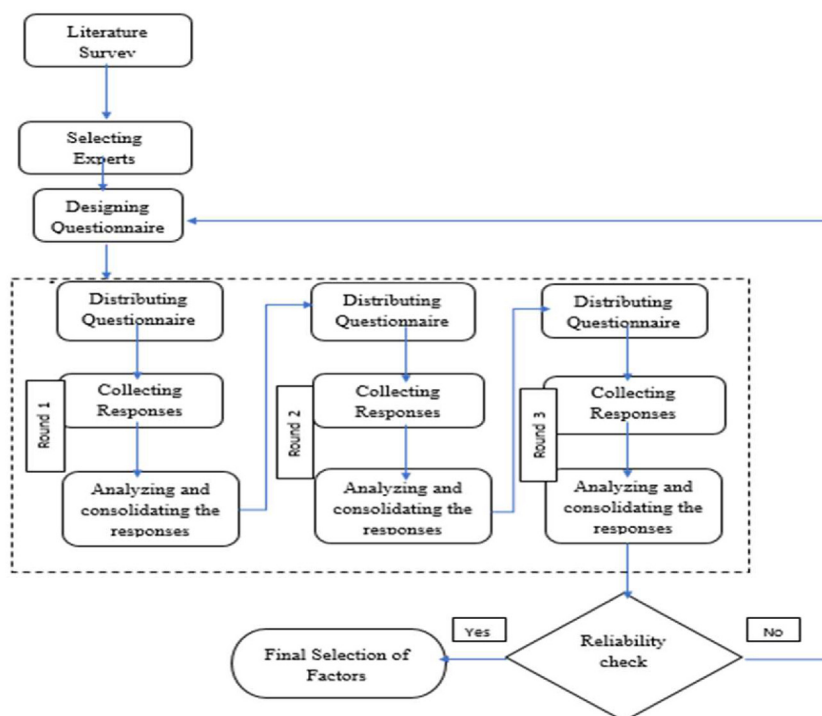 Literature
Survey
Selecting
Experts
Designing
Questionnaire
Distributing
Questionnaire
Collecting
Responses
Round 1
Analyzing and
consolidating the
responses
Distributing
Questionnaire
Collecting
Responses
Round 2
Analyzing and
consolidating the
responses
Distributing
Questionnaire
Collecting
Responses
Round 3
Analyzing and
consolidating the
responses
Reliability
check
Yes
No
Final Selection of
Factors